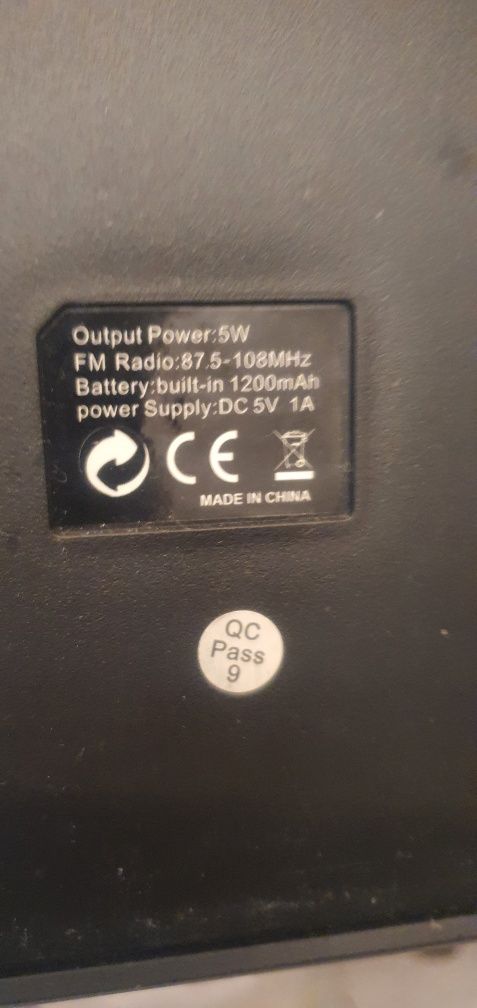 Output Power:5W
FM Radio:87.5-108MHz
Battery:built-in 1200mAh
power Supply:DC 5V 1A
CE
MADE IN CHINA
QC
Pass
9